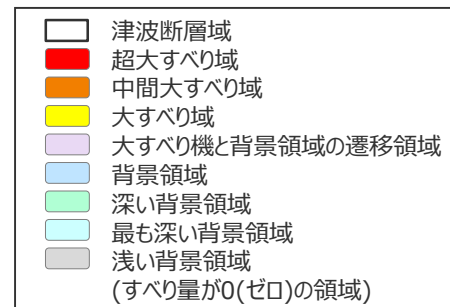 津波断層域
超大すべり域
中間大すべり域
大すべり域
大すべり機と背景領域の遷移領域
背景領域
深い背景領域
最も深い背景領域
浅い背景領域
(すべり量が0(ゼロ)の領域)